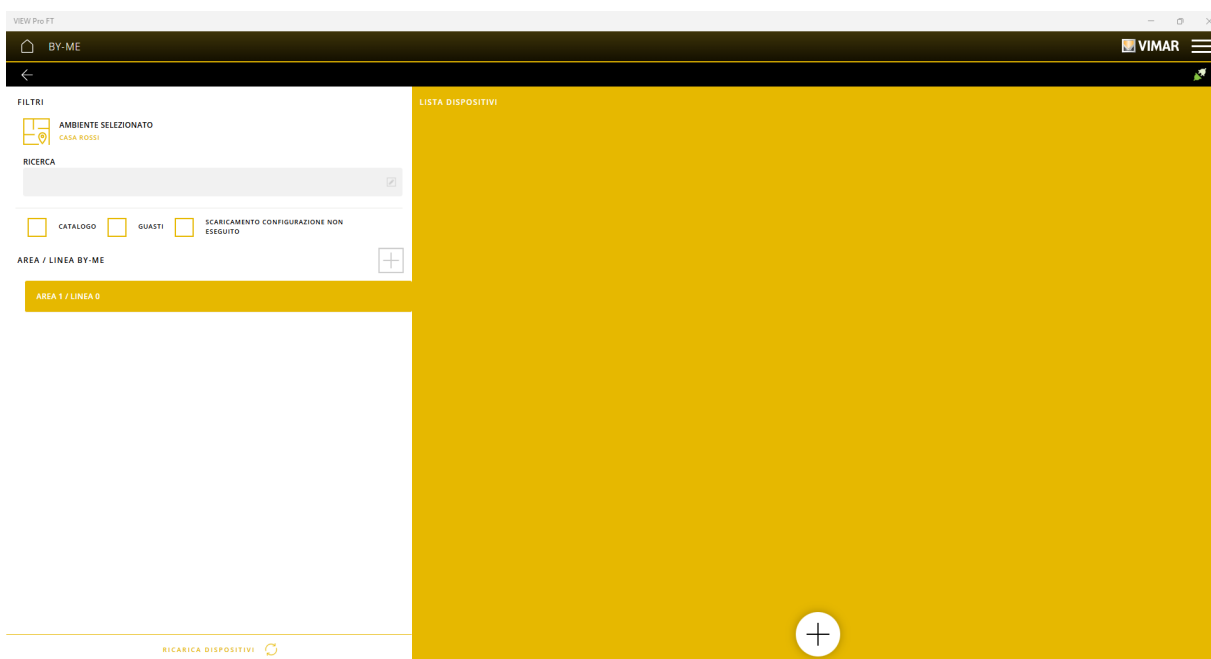 VIEW Pro FT
BY-ME
VIMAR
FILTRI
AMBIENTE SELEZIONATO
CASA ROSSI
RICERCA
CATALOGO
GUASTI
SCARICAMENTO CONFIGURAZIONE NON
ESEGUITO
AREA / LINEA BY-ME
AREA 1 / LINEA 0
RICARICA DISPOSITIVI
LISTA DISPOSITIVI